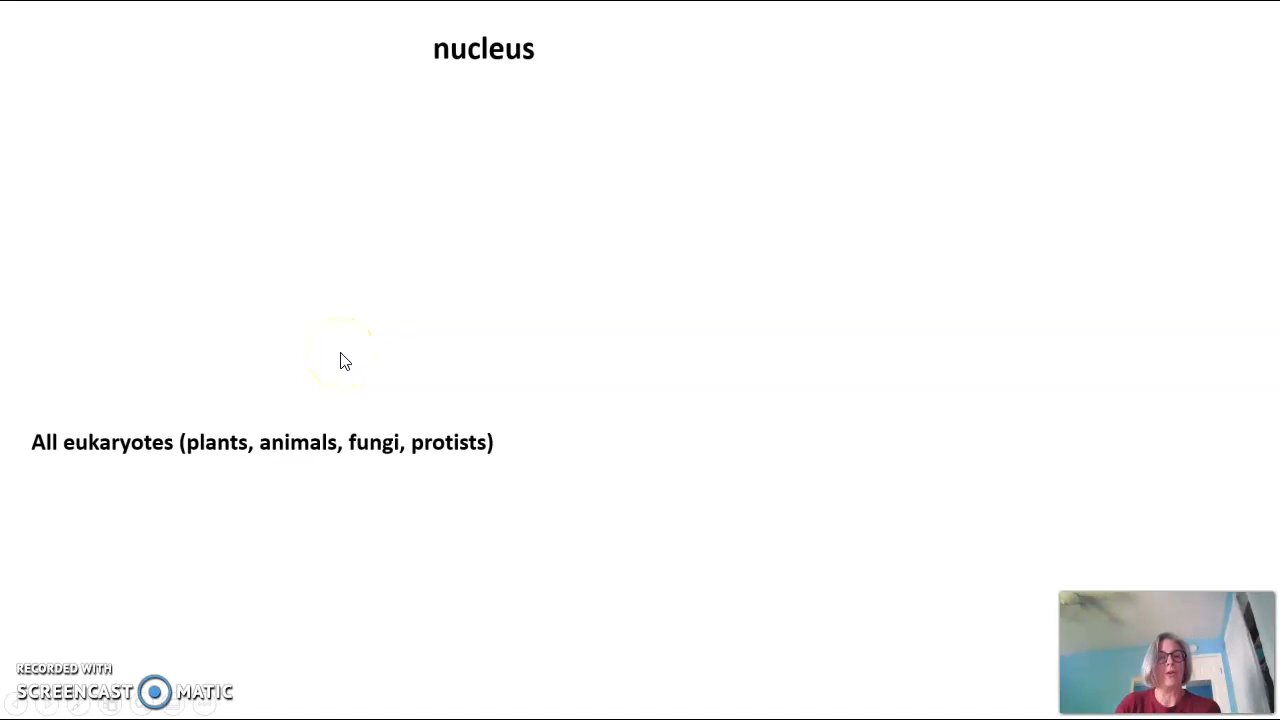 nucleus
All eukaryotes (plants, animals, fungi, protists)
RECORDED WITH
SCREENCAST MATIC